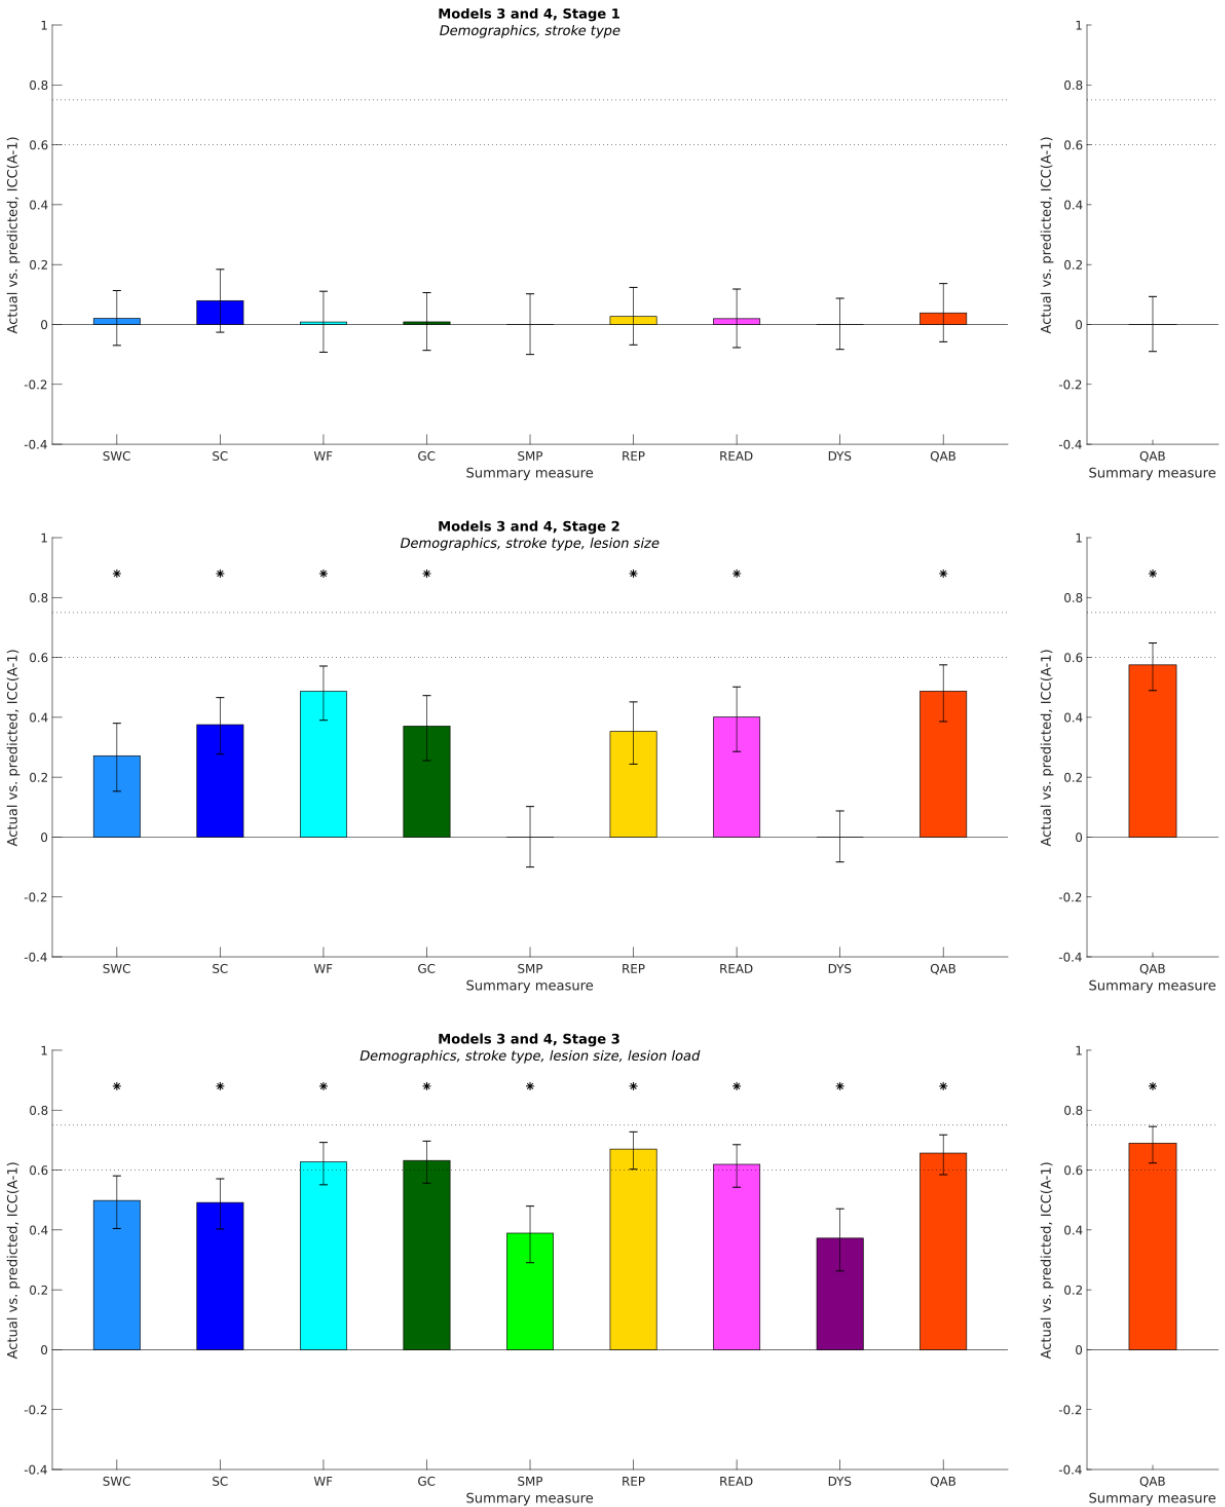 Models 3 and 4, Stage 1
Demographics, stroke type
1
0.8
0.6
0.4
0.2
0
-0.2
-0.4
Actual vs. predicted, ICC(A-1)
SWC SC WF GC SMP REP READ DYS QAB
Summary measure
1
0.8
0.6
0.4
0.2
0
-0.2
-0.4
Actual vs. predicted, ICC(A-1)
QAB
Summary measure
Models 3 and 4, Stage 2
Demographics, stroke type, lesion size
1
0.8
0.6
0.4
0.2
0
-0.2
-0.4
Actual vs. predicted, ICC(A-1)
* * * * * * *
SWC SC WF GC SMP REP READ DYS QAB
Summary measure
1
0.8
0.6
0.4
0.2
0
-0.2
-0.4
Actual vs. predicted, ICC(A-1)
*
QAB
Summary measure
Models 3 and 4, Stage 3
Demographics, stroke type, lesion size, lesion load
1
0.8
0.6
0.4
0.2
0
-0.2
-0.4
Actual vs. predicted, ICC(A-1)
* * * * * * * * *
SWC SC WF GC SMP REP READ DYS QAB
Summary measure
1
0.8
0.6
0.4
0.2
0
-0.2
-0.4
Actual vs. predicted, ICC(A-1)
*
QAB
Summary measure